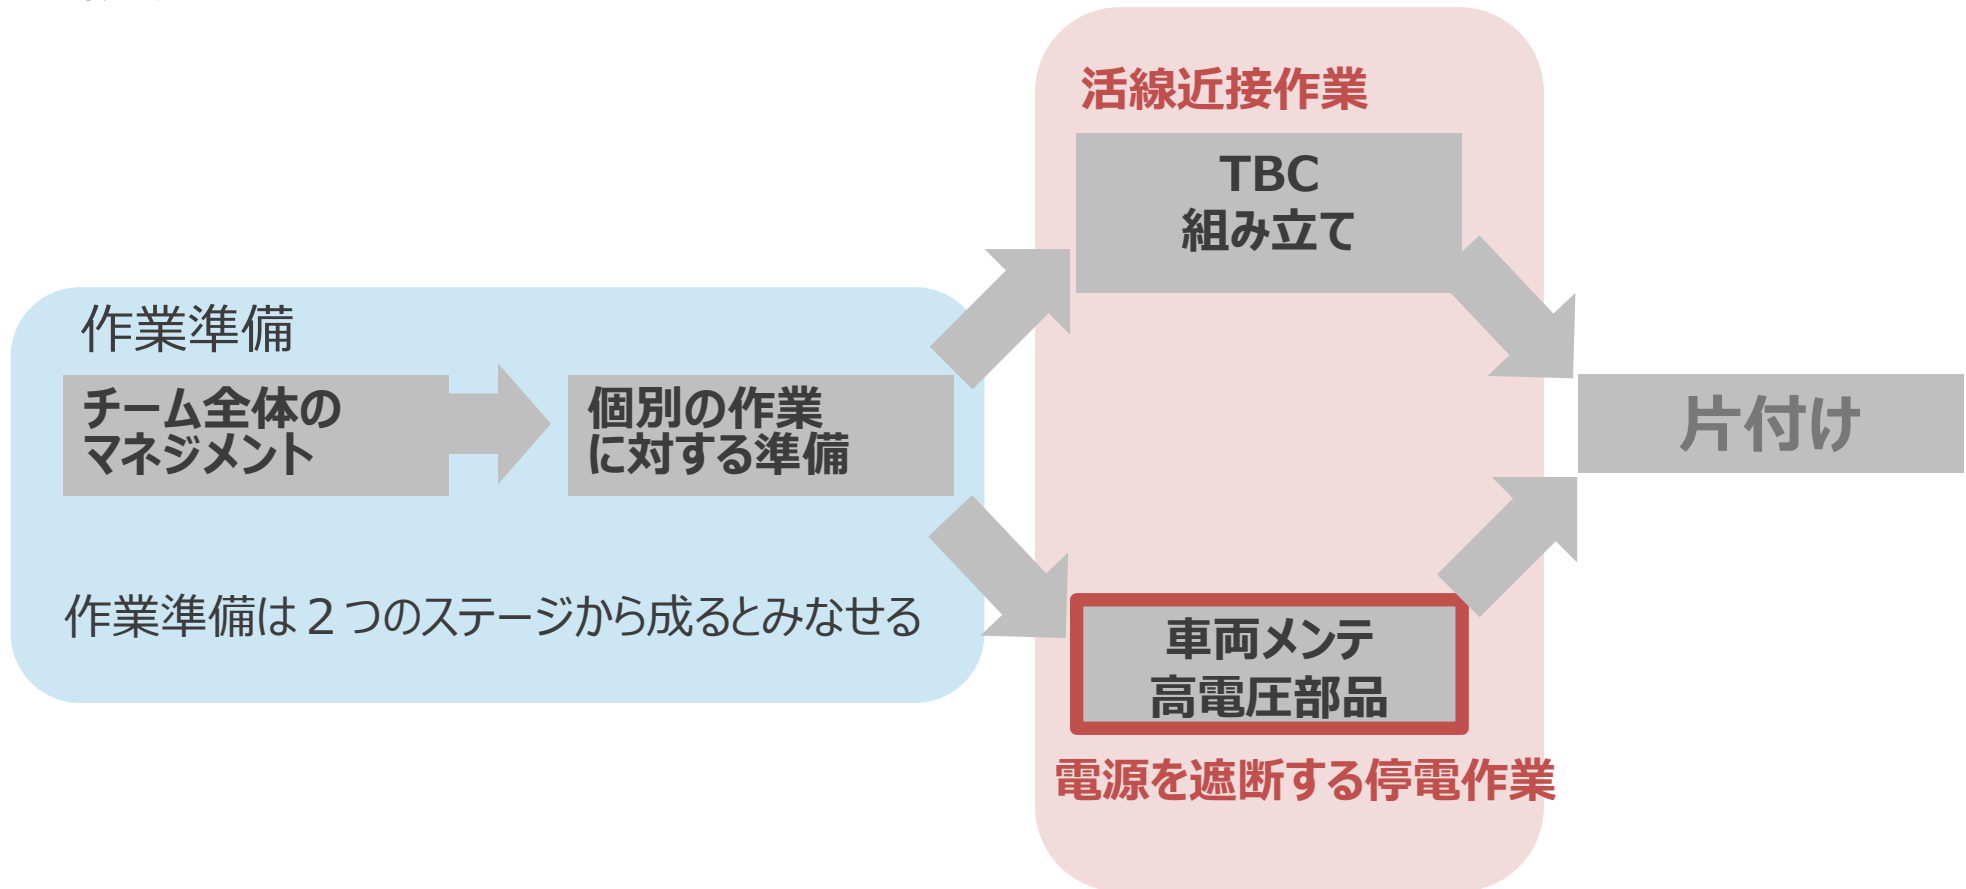 活線近接作業
TBC
組み立て
作業準備
チーム全体の
マネジメント
個別の作業
に対する準備
片付け
作業準備は２つのステージから成るとみなせる
車両メンテ
高電圧部品
電源を遮断する停電作業